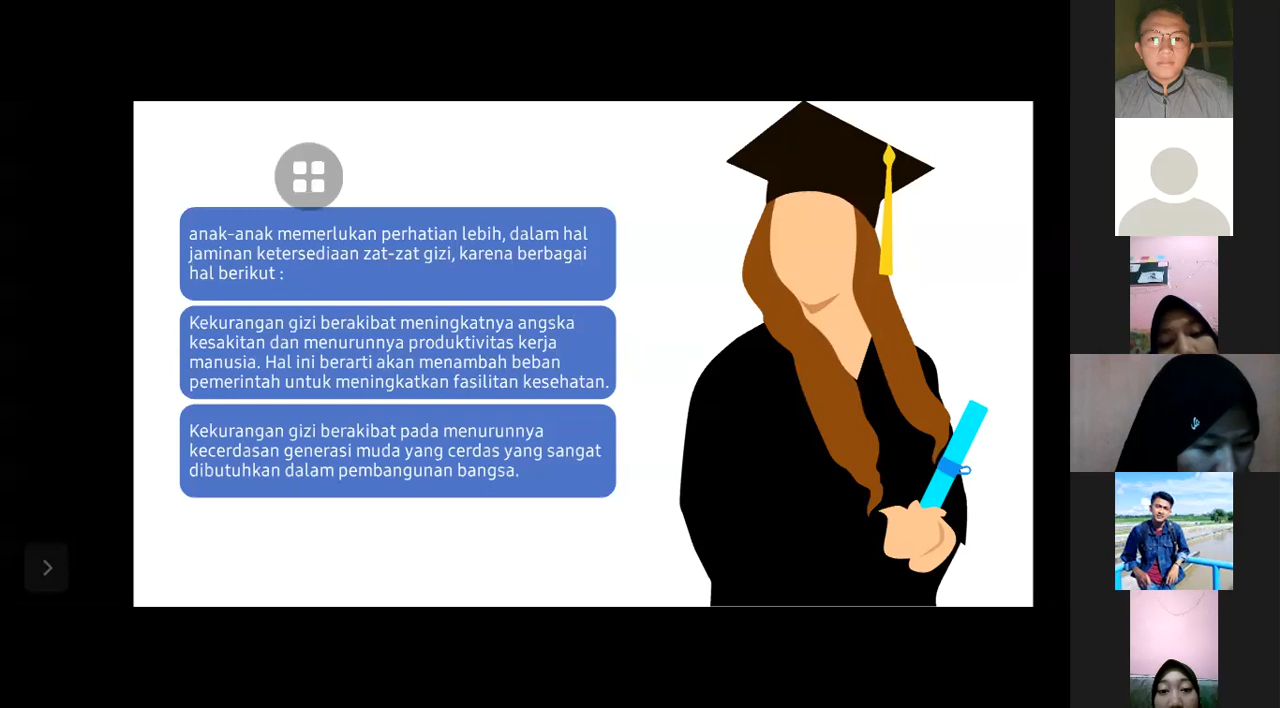 anak-anak memerlukan perhatian lebih, dalam hal
jaminan ketersediaan zat-zat gizi, karena berbagai
hal berikut :
Kekurangan gizi berakibat meningkatnya angska
kesakitan dan menurunnya produktivitas kerja
manusia. Hal ini berarti akan menambah beban
pemerintah untuk meningkatkan fasilitan kesehatan.
Kekurangan gizi berakibat pada menurunnya
kecerdasan generasi muda yang cerdas yang sangat
dibutuhkan dalam pembangunan bangsa.